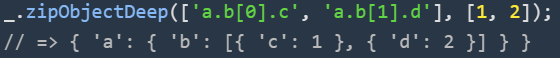 _.zipObjectDeep(['a.b[0].c', 'a.b[1].d'], [1, 2]);
// => { 'a': { 'b': [{ 'c': 1 }, { 'd': 2 }] } }